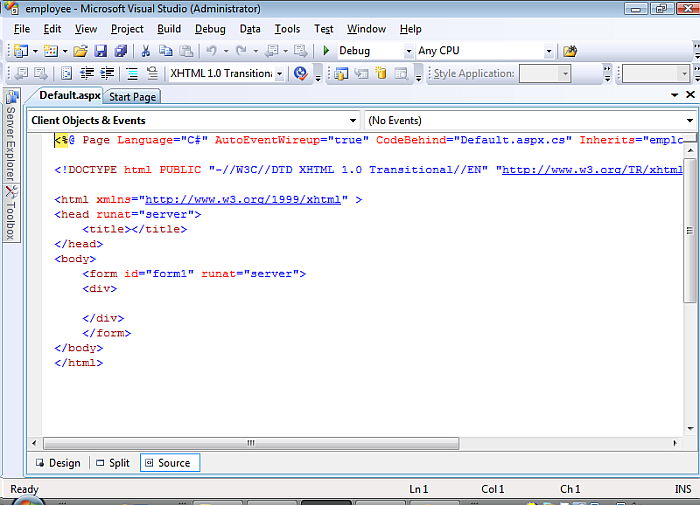 employee - Microsoft Visual Studio (Administrator)
File Edit View Project Build Debug Data Tools Test Window Help
Debug Any CPU
XHTML 1.0 Transition Style Application:
Default.aspx Start Page
Server Explorer
Toolbox
Client Objects & Events (No Events)
<%@ Page Language="C#" AutoEventWireup="true" CodeBehind="Default.aspx.cs" Inherits="emplo
<!DOCTYPE html PUBLIC "-//W3C//DTD XHTML 1.0 Transitional//EN" "http://www.w3.org/TR/xhtml
<html xmlns="http://www.w3.org/1999/xhtml" >
<head runat="server">
<title></title>
</head>
<body>
<form id="form1" runat="server">
<div>
</div>
</form>
</body>
</html>
Design Split Source
Ready Ln 1 Col 1 Ch 1 INS